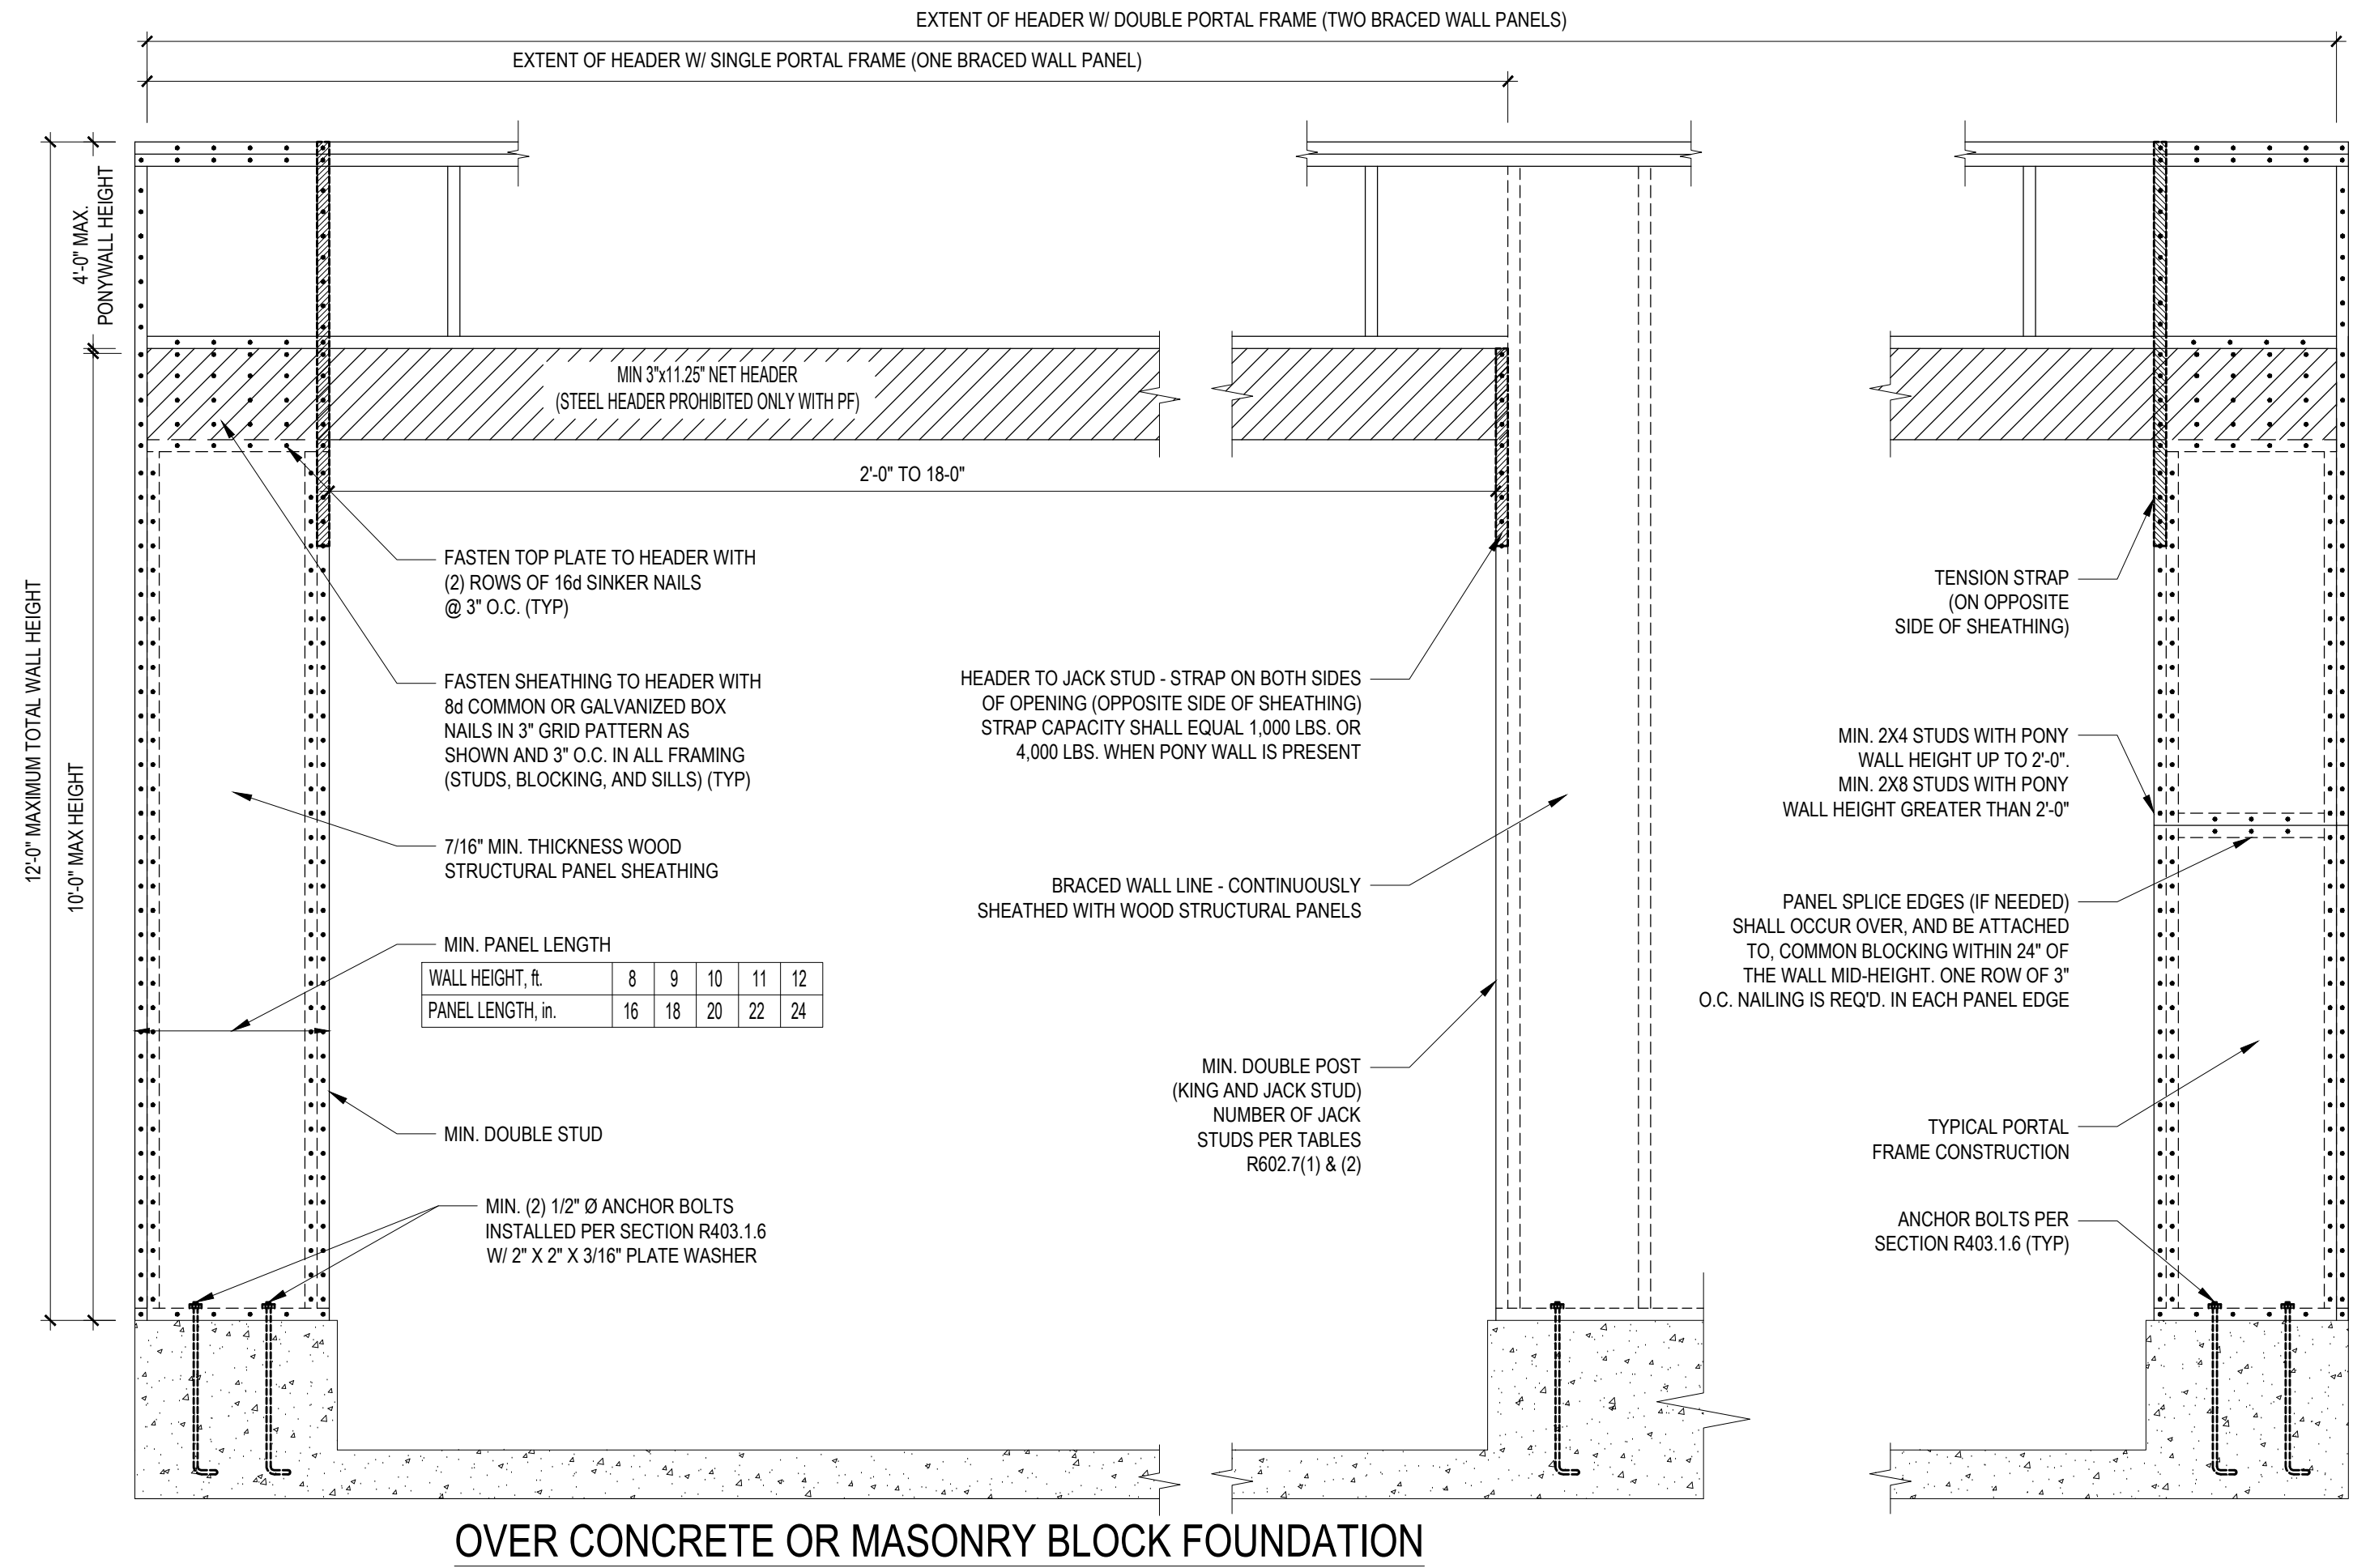 EXTENT OF HEADER W/ DOUBLE PORTAL FRAME (TWO BRACED WALL PANELS)
EXTENT OF HEADER W/ SINGLE PORTAL FRAME (ONE BRACED WALL PANEL)
4'-0" MAX.
PONYWALL HEIGHT
12'-0" MAXIMUM TOTAL WALL HEIGHT
10'-0" MAX HEIGHT
MIN 3"x11.25" NET HEADER
(STEEL HEADER PROHIBITED ONLY WITH PF)
2'-0" TO 18-0"
FASTEN TOP PLATE TO HEADER WITH
(2) ROWS OF 16d SINKER NAILS
@ 3" O.C. (TYP)
FASTEN SHEATHING TO HEADER WITH
8d COMMON OR GALVANIZED BOX
NAILS IN 3" GRID PATTERN AS
SHOWN AND 3" O.C. IN ALL FRAMING
(STUDS, BLOCKING, AND SILLS) (TYP)
7/16" MIN. THICKNESS WOOD
STRUCTURAL PANEL SHEATHING
MIN. PANEL LENGTH
WALL HEIGHT, ft. 8 9 10 11 12
PANEL LENGTH, in. 16 18 20 22 24
MIN. DOUBLE STUD
MIN. (2) 1/2" Ø ANCHOR BOLTS
INSTALLED PER SECTION R403.1.6
W/ 2" X 2" X 3/16" PLATE WASHER
HEADER TO JACK STUD - STRAP ON BOTH SIDES
OF OPENING (OPPOSITE SIDE OF SHEATHING)
STRAP CAPACITY SHALL EQUAL 1,000 LBS. OR
4,000 LBS. WHEN PONY WALL IS PRESENT
BRACED WALL LINE - CONTINUOUSLY
SHEATHED WITH WOOD STRUCTURAL PANELS
MIN. DOUBLE POST
(KING AND JACK STUD)
NUMBER OF JACK
STUDS PER TABLES
R602.7(1) & (2)
TENSION STRAP
(ON OPPOSITE
SIDE OF SHEATHING)
MIN. 2X4 STUDS WITH PONY
WALL HEIGHT UP TO 2'-0".
MIN. 2X8 STUDS WITH PONY
WALL HEIGHT GREATER THAN 2'-0"
PANEL SPLICE EDGES (IF NEEDED)
SHALL OCCUR OVER, AND BE ATTACHED
TO, COMMON BLOCKING WITHIN 24" OF
THE WALL MID-HEIGHT. ONE ROW OF 3"
O.C. NAILING IS REQ'D. IN EACH PANEL EDGE
TYPICAL PORTAL
FRAME CONSTRUCTION
ANCHOR BOLTS PER
SECTION R403.1.6 (TYP)
OVER CONCRETE OR MASONRY BLOCK FOUNDATION